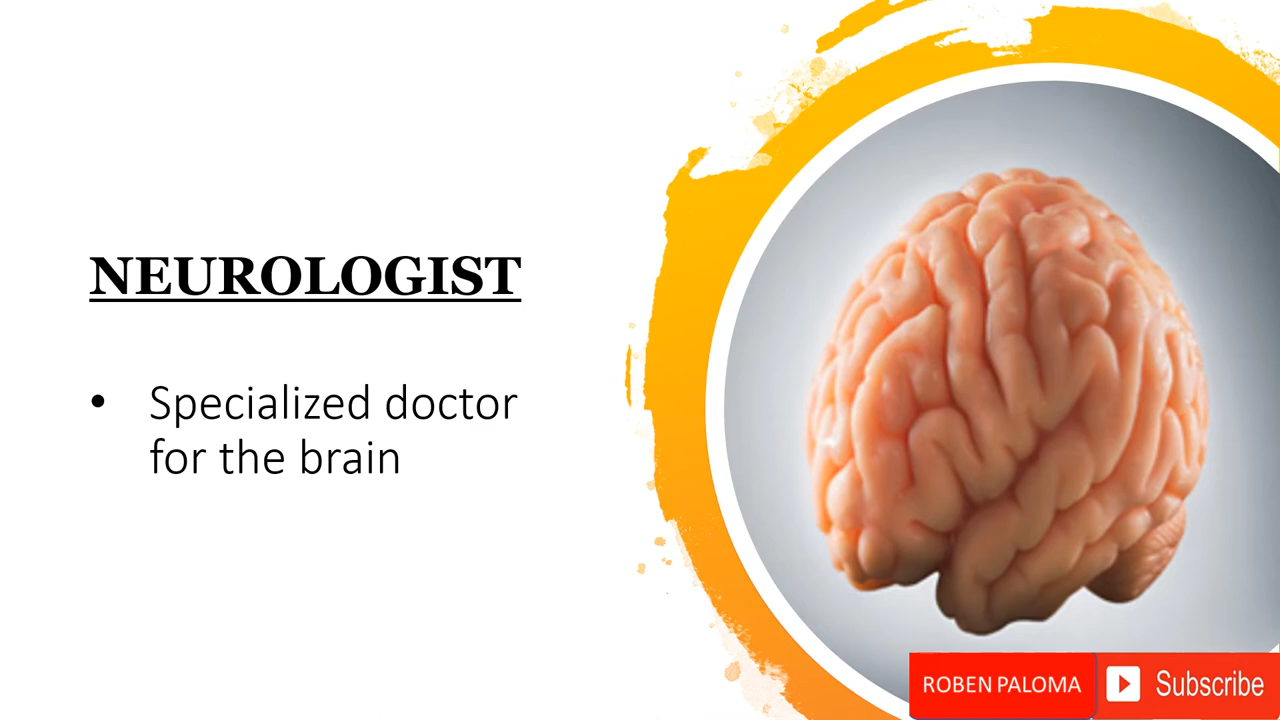 NEUROLOGIST
• Specialized doctor
for the brain
ROBEN PALOMA
Subscribe